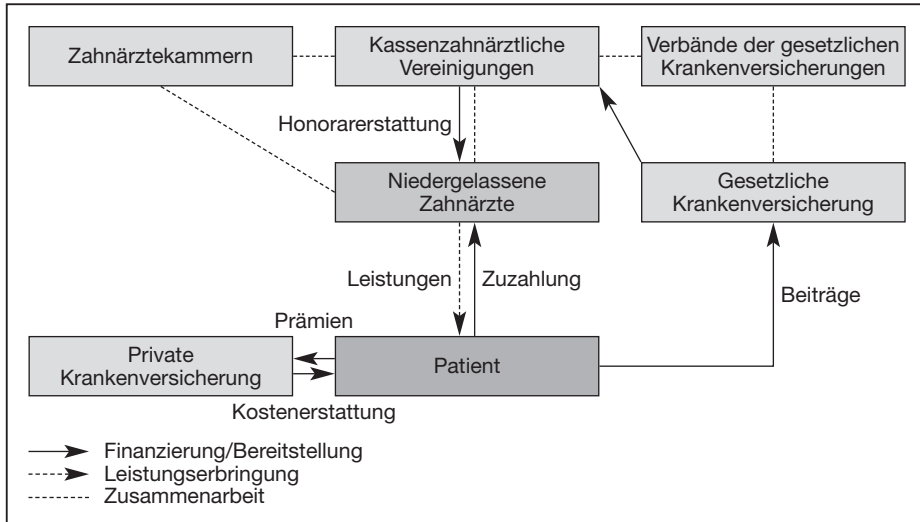 Zahnärztekammern
Kassenzahnärztliche
Vereinigungen
Verbände der gesetzlichen
Krankenversicherungen
Honorarerstattung
Niedergelassene
Zahnärzte
Gesetzliche
Krankenversicherung
Leistungen
Zuzahlung
Beiträge
Prämien
Private
Krankenversicherung
Patient
Kostenerstattung
Finanzierung/Bereitstellung
Leistungserbringung
Zusammenarbeit